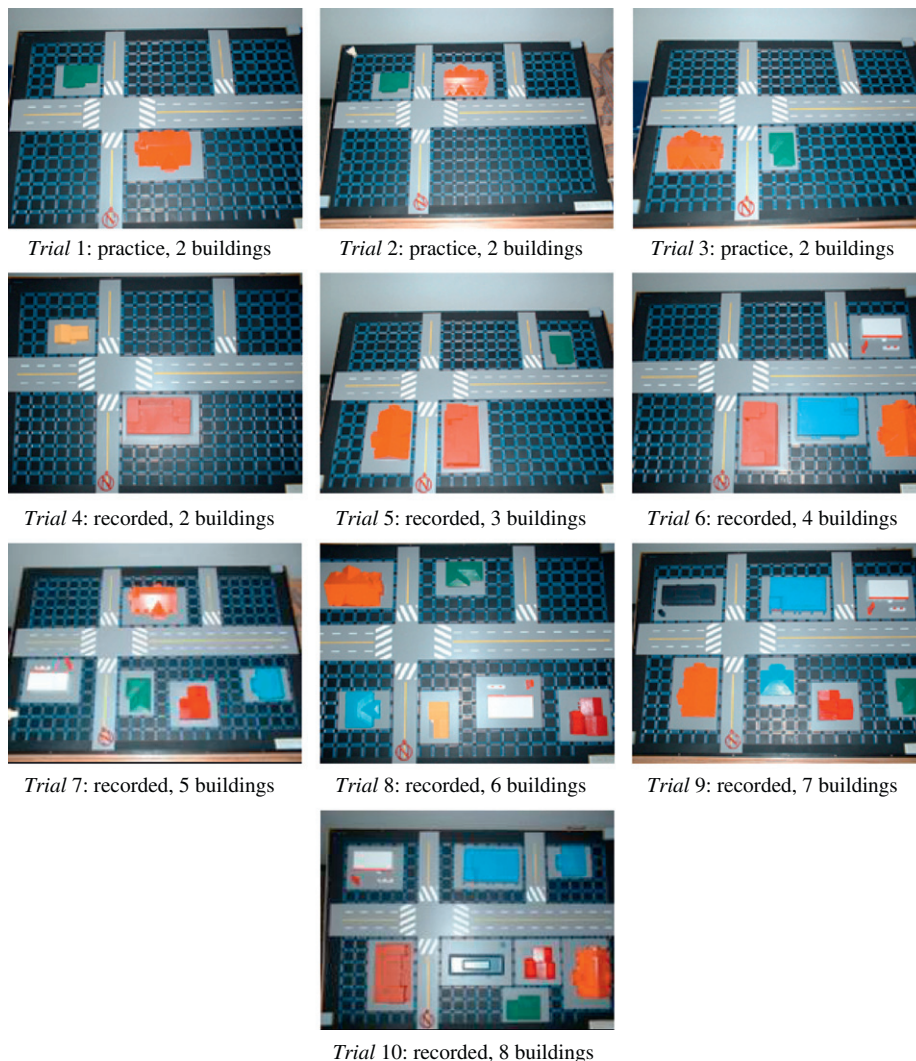 Trial 1: practice, 2 buildings
Trial 2: practice, 2 buildings
Trial 3: practice, 2 buildings
Trial 4: recorded, 2 buildings
Trial 5: recorded, 3 buildings
Trial 6: recorded, 4 buildings
Trial 7: recorded, 5 buildings
Trial 8: recorded, 6 buildings
Trial 9: recorded, 7 buildings
Trial 10: recorded, 8 buildings